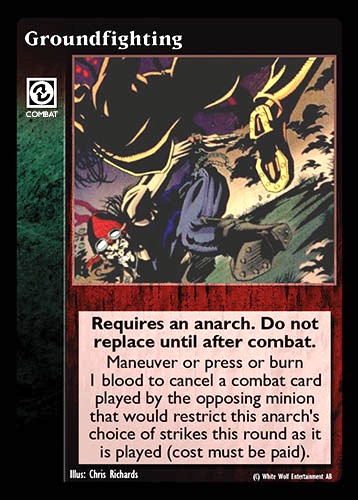 Groundfighting
COMBAT
Requires an anarch. Do not
replace until after combat.
Maneuver or press or burn
1 blood to cancel a combat card
played by the opposing minion
that would restrict this anarch's
choice of strikes this round as it
is played (cost must be paid).
Illus: Chris Richards
(C) White Wolf Entertainment AB